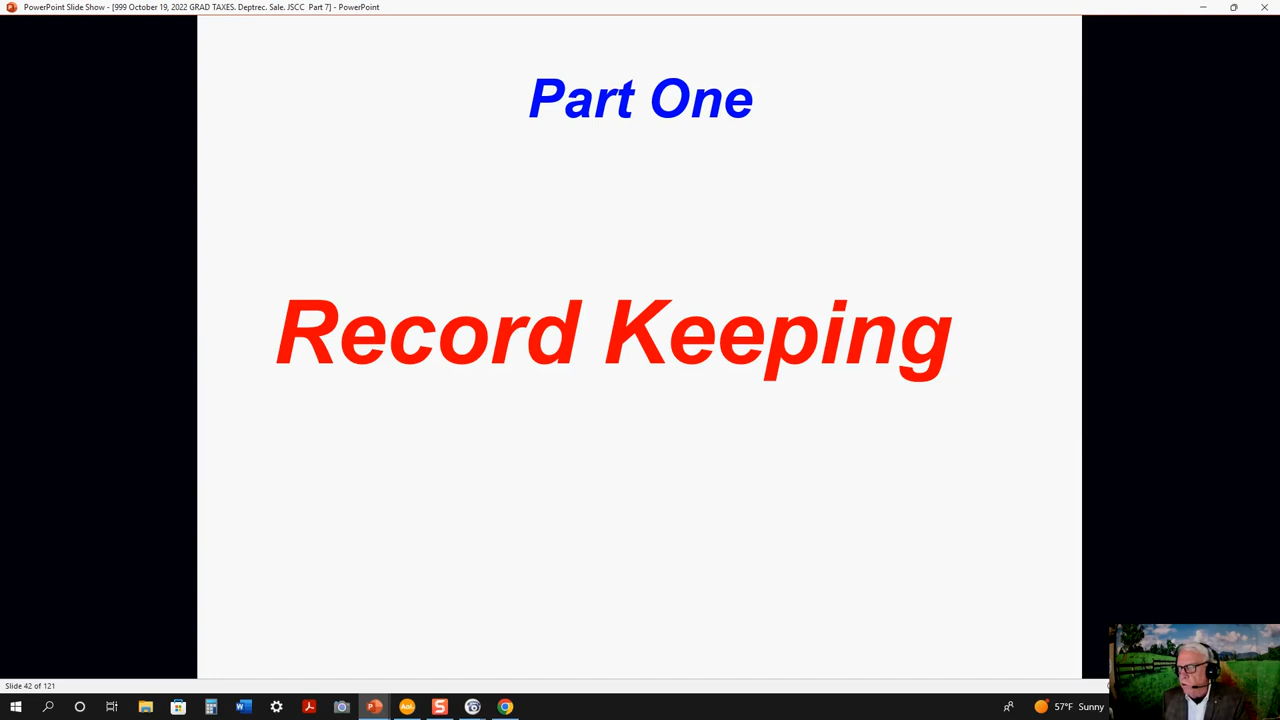 PowerPoint Slide Show - [999 October 19, 2022 GRAD TAXES. Deptrec. Sale. JSCC Part 7] - PowerPoint
Part One
Record Keeping
Slide 42 of 121
57°F Sunny